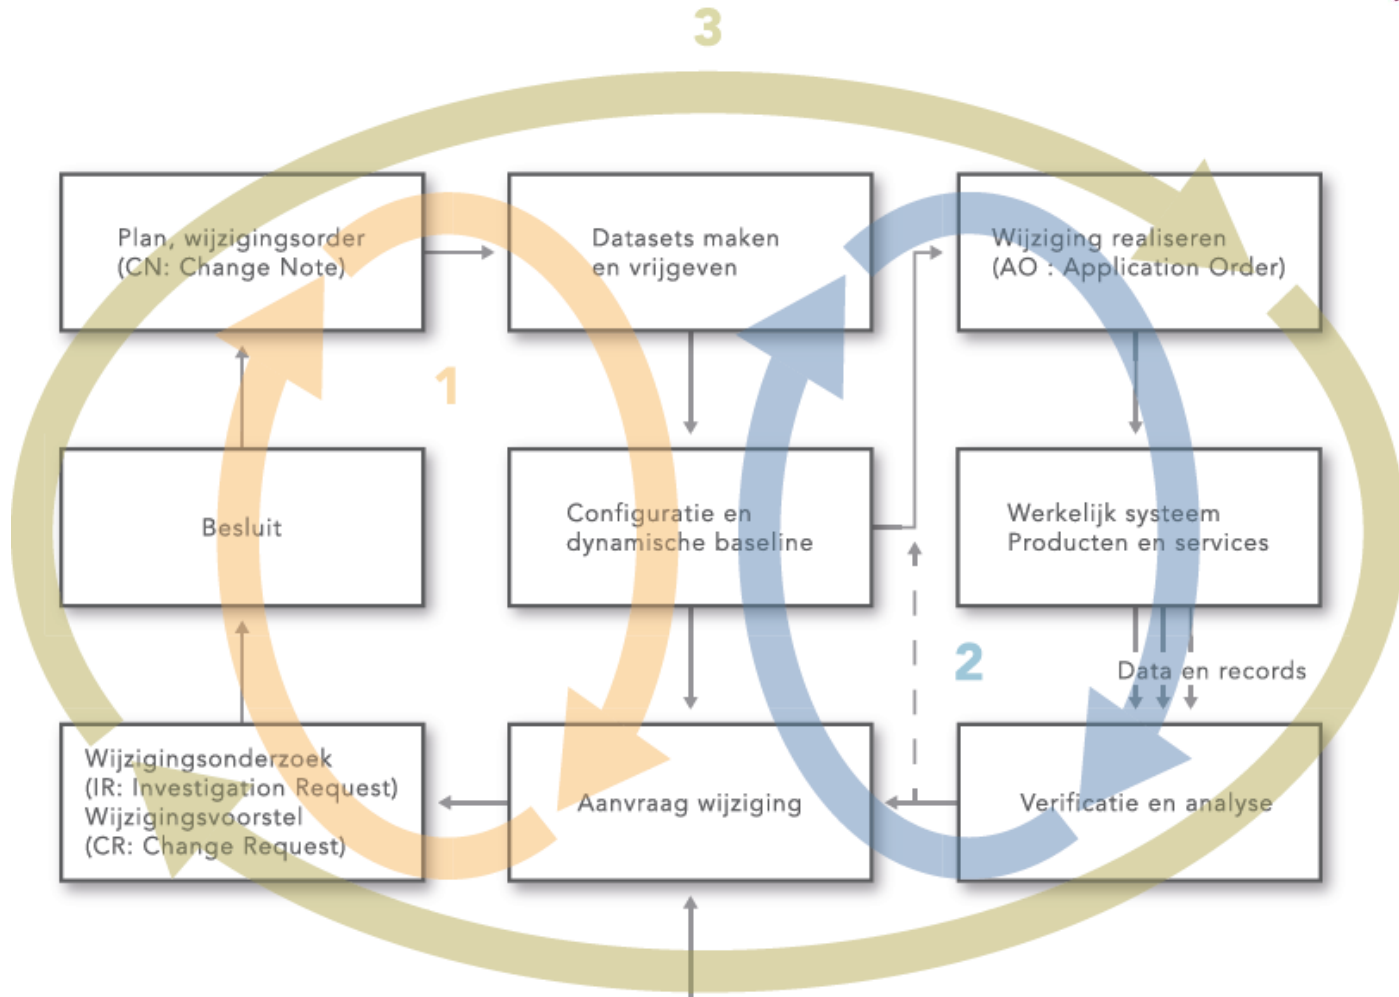 3
Plan, wijzigingsorder
(CN: Change Note)
Datasets maken
en vrijgeven
Wijziging realiseren
(AO : Application Order)
1
Besluit
Configuratie en
dynamische baseline
Werkelijk systeem
Producten en services
2
Data en records
Wijzigingsonderzoek
(IR: Investigation Request)
Wijzigingsvoorstel
(CR: Change Request)
Aanvraag wijziging
Verificatie en analyse